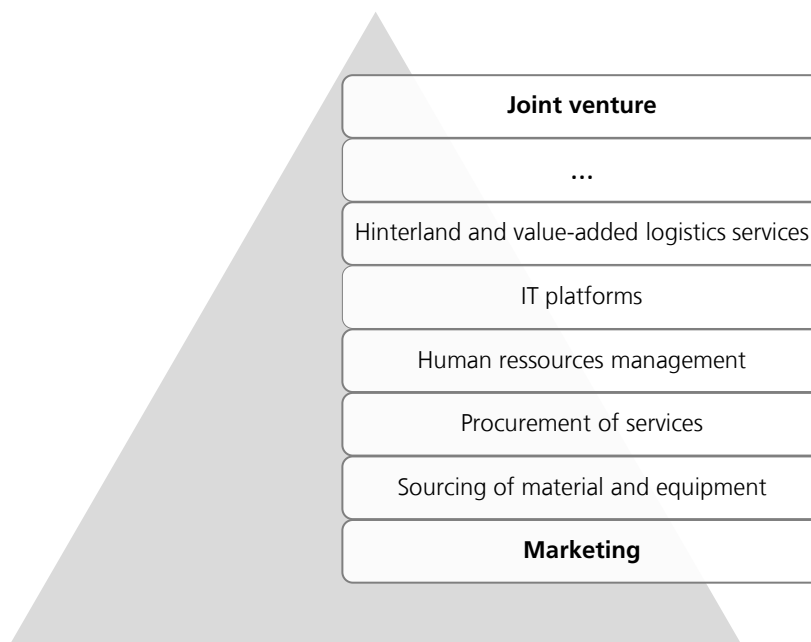 Joint venture
...
Hinterland and value-added logistics services
IT platforms
Human ressources management
Procurement of services
Sourcing of material and equipment
Marketing